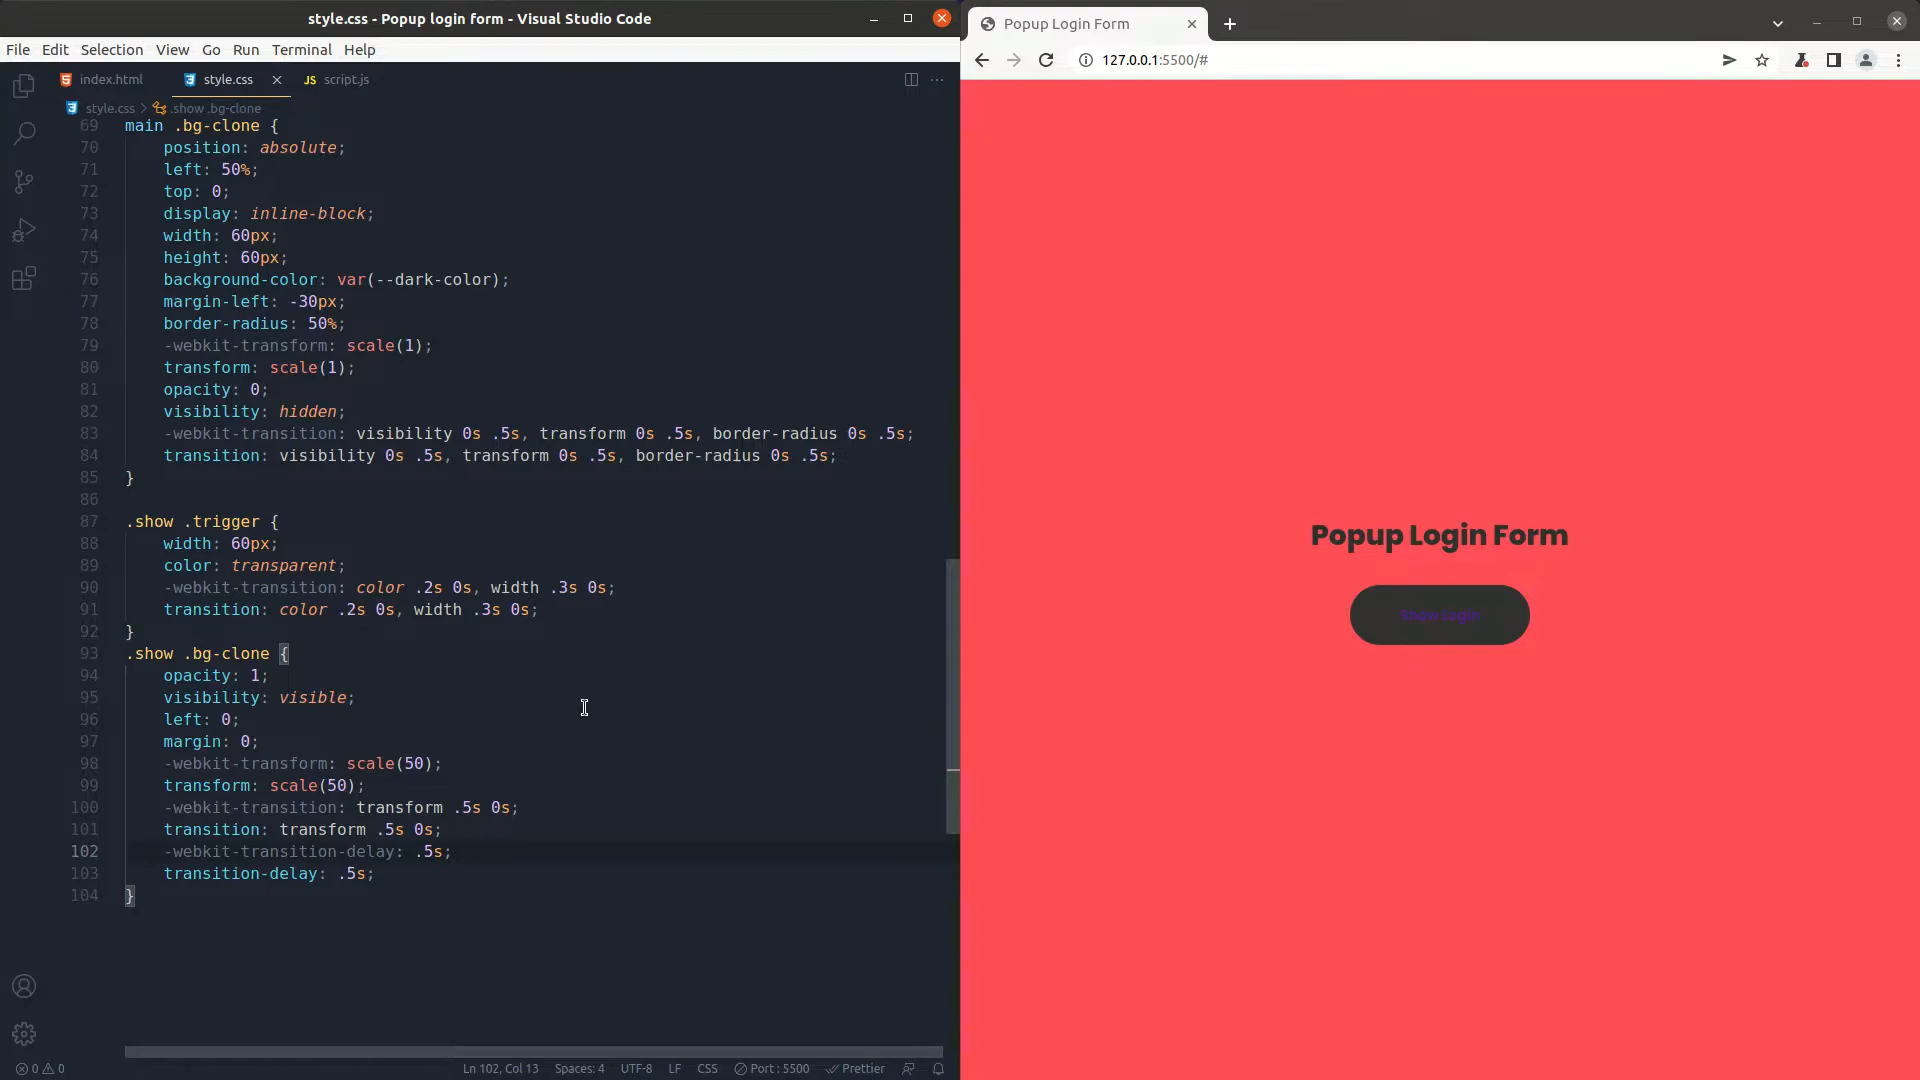 style.css - Popup login form - Visual Studio Code
File Edit Selection View Go Run Terminal Help
index.html style.css JS script.js
style.css > .show .bg-clone
69 main .bg-clone {
70 position: absolute;
71 left: 50%;
72 top: 0;
73 display: inline-block;
74 width: 60px;
75 height: 60px;
76 background-color: var(--dark-color);
77 margin-left: -30px;
78 border-radius: 50%;
79 -webkit-transform: scale(1);
80 transform: scale(1);
81 opacity: 0;
82 visibility: hidden;
83 -webkit-transition: visibility 0s .5s, transform 0s .5s, border-radius 0s .5s;
84 transition: visibility 0s .5s, transform 0s .5s, border-radius 0s .5s;
85 }
86
87 .show .trigger {
88 width: 60px;
89 color: transparent;
90 -webkit-transition: color .2s 0s, width .3s 0s;
91 transition: color .2s 0s, width .3s 0s;
92 }
93 .show .bg-clone {
94 opacity: 1;
95 visibility: visible;
96 left: 0;
97 margin: 0;
98 -webkit-transform: scale(50);
99 transform: scale(50);
100 -webkit-transition: transform .5s 0s;
101 transition: transform .5s 0s;
102 -webkit-transition-delay: .5s;
103 transition-delay: .5s;
104 }
0 0 Ln 102, Col 13 Spaces: 4 UTF-8 LF CSS Port : 5500 Prettier
Popup Login Form
127.0.0.1:5500/#
Popup Login Form
Show Login